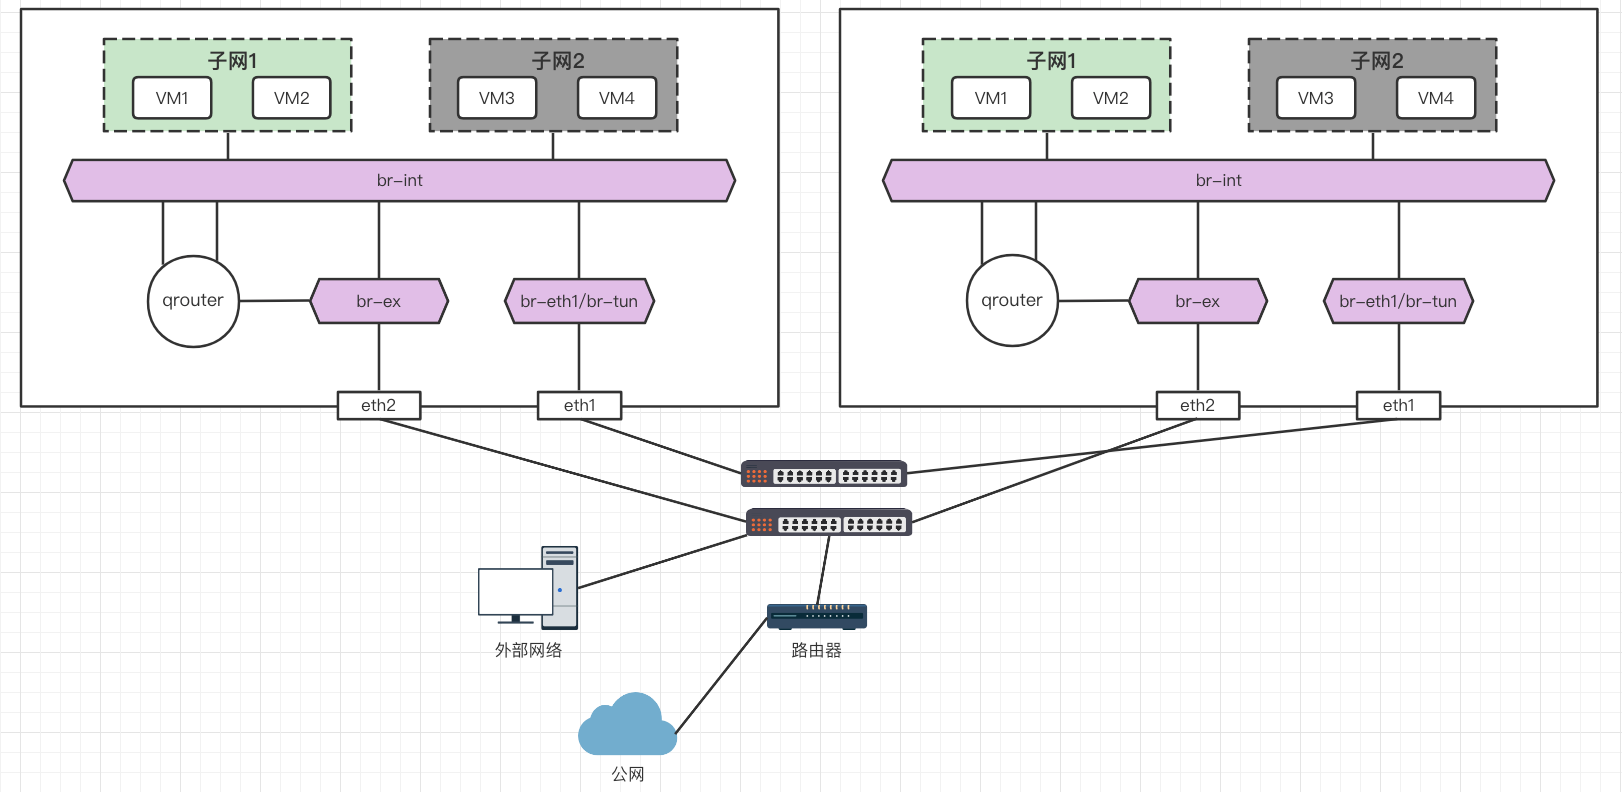 子网1
VM1
VM2
子网2
VM3
VM4
br-int
qrouter
br-ex
br-eth1/br-tun
eth2
eth1
子网1
VM1
VM2
子网2
VM3
VM4
br-int
qrouter
br-ex
br-eth1/br-tun
eth2
eth1
外部网络
路由器
公网